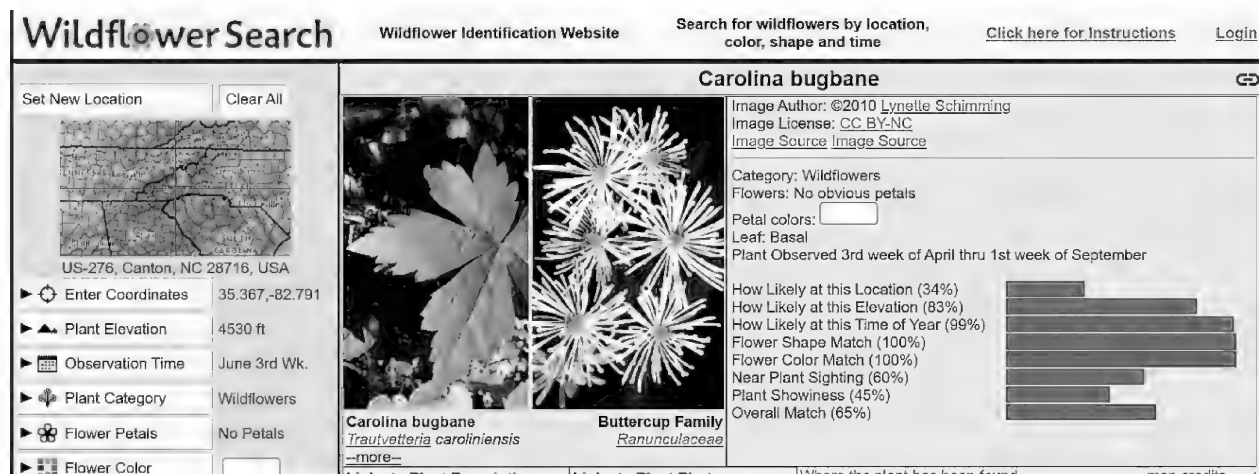 Wildflower Search
Wildflower Identification Website
Search for wildflowers by location,
color, shape and time
Click here for Instructions
Login
Set New Location
Clear All
US-276, Canton, NC 28716, USA
Enter Coordinates 35.367,-82.791
Plant Elevation 4530 ft
Observation Time June 3rd Wk.
Plant Category Wildflowers
Flower Petals No Petals
Flower Color
Carolina bugbane
Carolina bugbane
Trautvetteria caroliniensis
--more--
Buttercup Family
Ranunculaceae
Image Author: ©2010 Lynette Schimming
Image License: CC BY-NC
Image Source Image Source
Category: Wildflowers
Flowers: No obvious petals
Petal colors:
Leaf: Basal
Plant Observed 3rd week of April thru 1st week of September
How Likely at this Location (34%)
How Likely at this Elevation (83%)
How Likely at this Time of Year (99%)
Flower Shape Match (100%)
Flower Color Match (100%)
Near Plant Sighting (60%)
Plant Showiness (45%)
Overall Match (65%)
Where the plant has been found
map credits